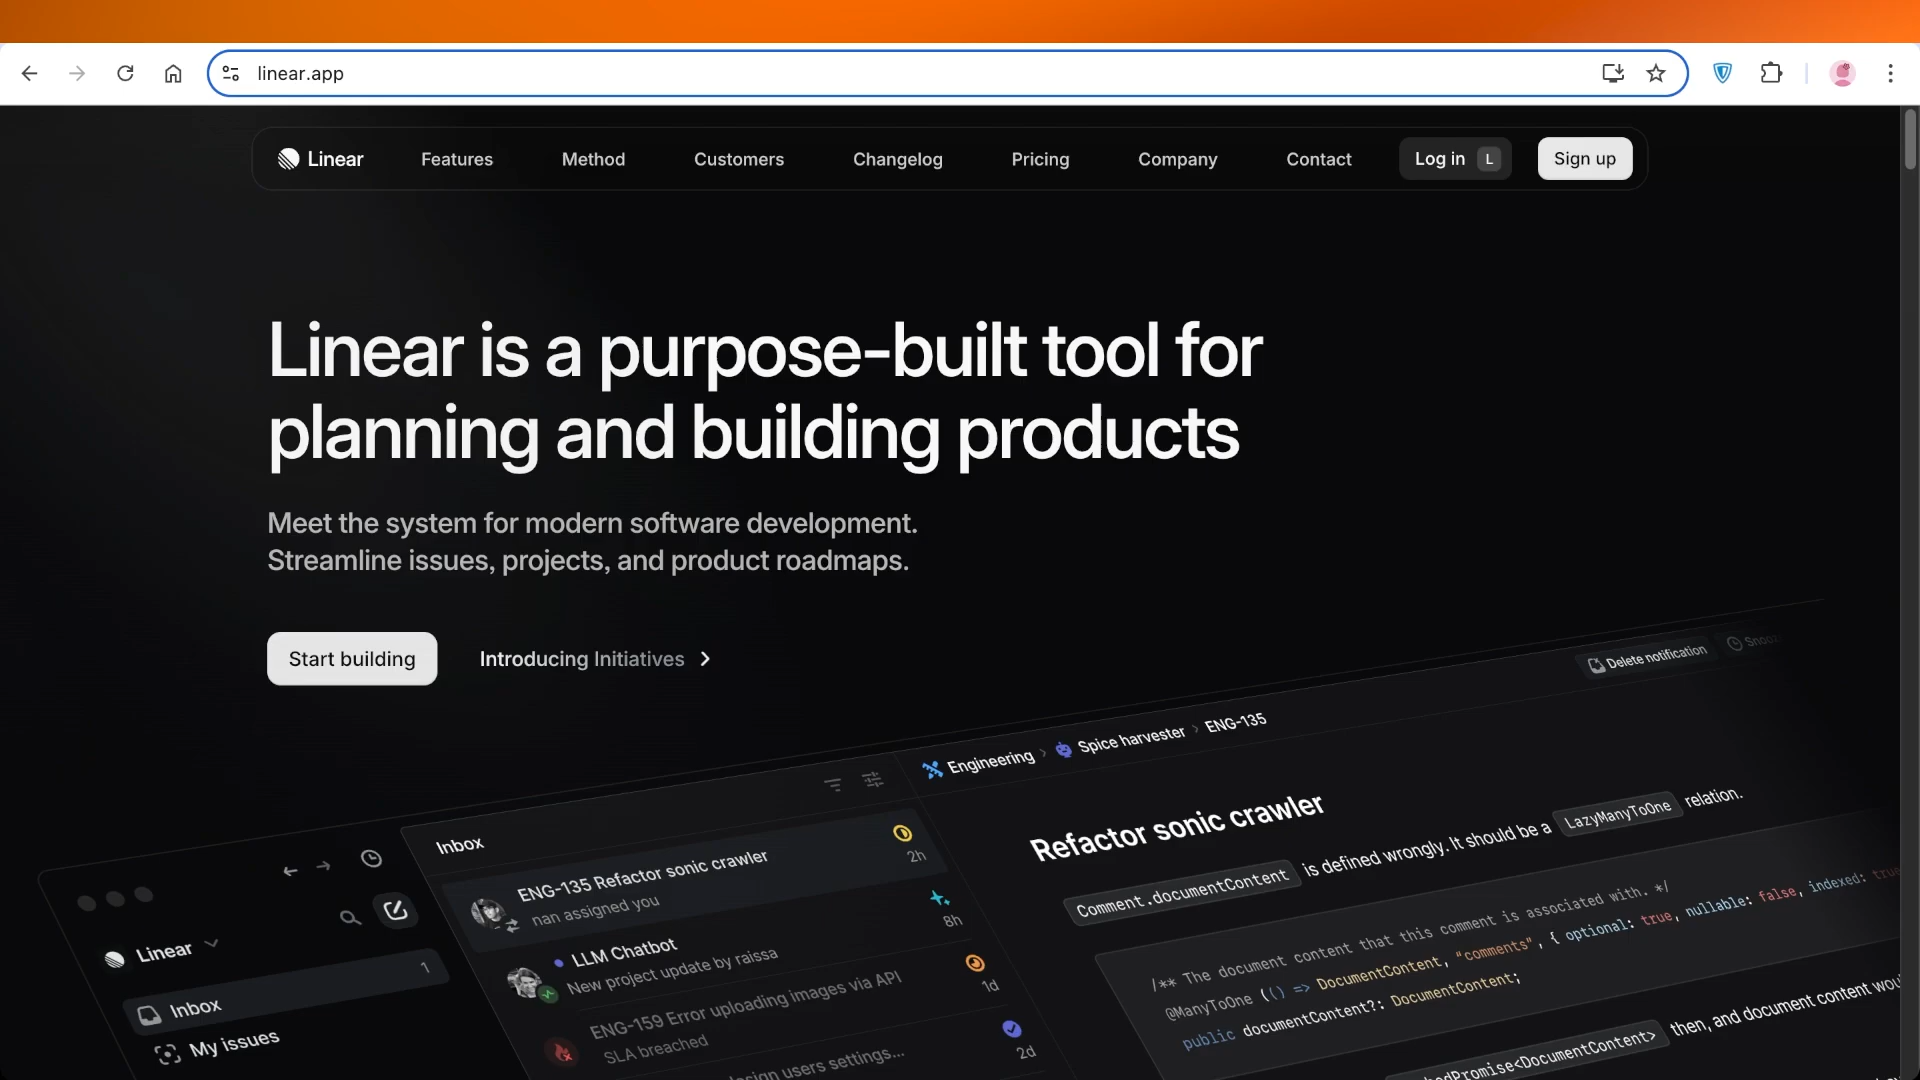 linear.app
Linear Features Method Customers Changelog Pricing Company Contact Log in L Sign up
Linear is a purpose-built tool for
planning and building products
Meet the system for modern software development.
Streamline issues, projects, and product roadmaps.
Start building Introducing Initiatives
Delete notification
Engineering › Spice harvester › ENG-135
Linear
Inbox 1
My issues
Inbox
ENG-135 Refactor sonic crawler
nan assigned you 2h
LLM Chatbot
New project update by raissa 8h
ENG-159 Error uploading images via API
SLA breached 1d
users settings... 2d
Refactor sonic crawler
Comment.documentContent is defined wrongly. It should be a LazyManyToOne relation.
/** The document content that this comment is associated with. */
@ManyToOne (() => DocumentContent, "comments", { optional: true, nullable: false, indexed: true
public documentContent?: DocumentContent;
Promise<DocumentContent> then, and document content